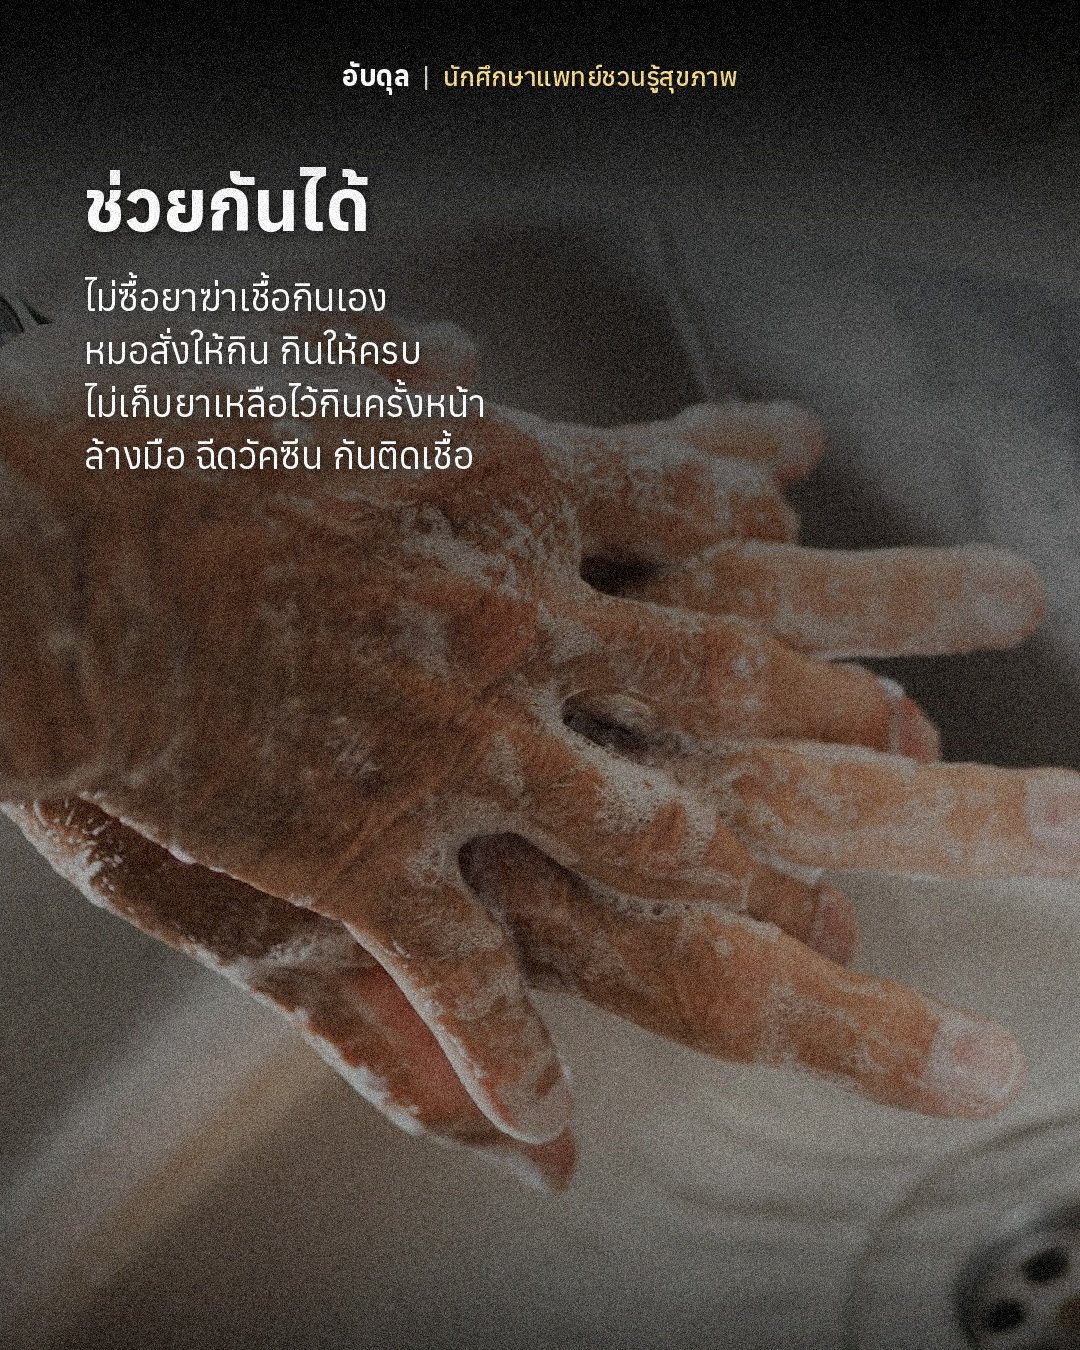 อับดุล | นักศึกษาแพทย์ชวนรู้สุขภาพ
ช่วยกันได้
ไม่ซื้อยาฆ่าเชื้อกินเอง
หมอสั่งให้กิน กินให้ครบ
ไม่เก็บยาเหลือไว้กินครั้งหน้า
ล้างมือ ฉีดวัคซีน กันติดเชื้อ